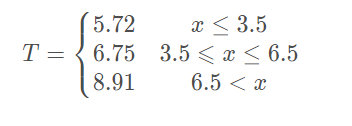 5.72 x ≤ 3.5
T = { 6.75 3.5 ⩽ x ≤ 6.5
8.91 6.5 < x